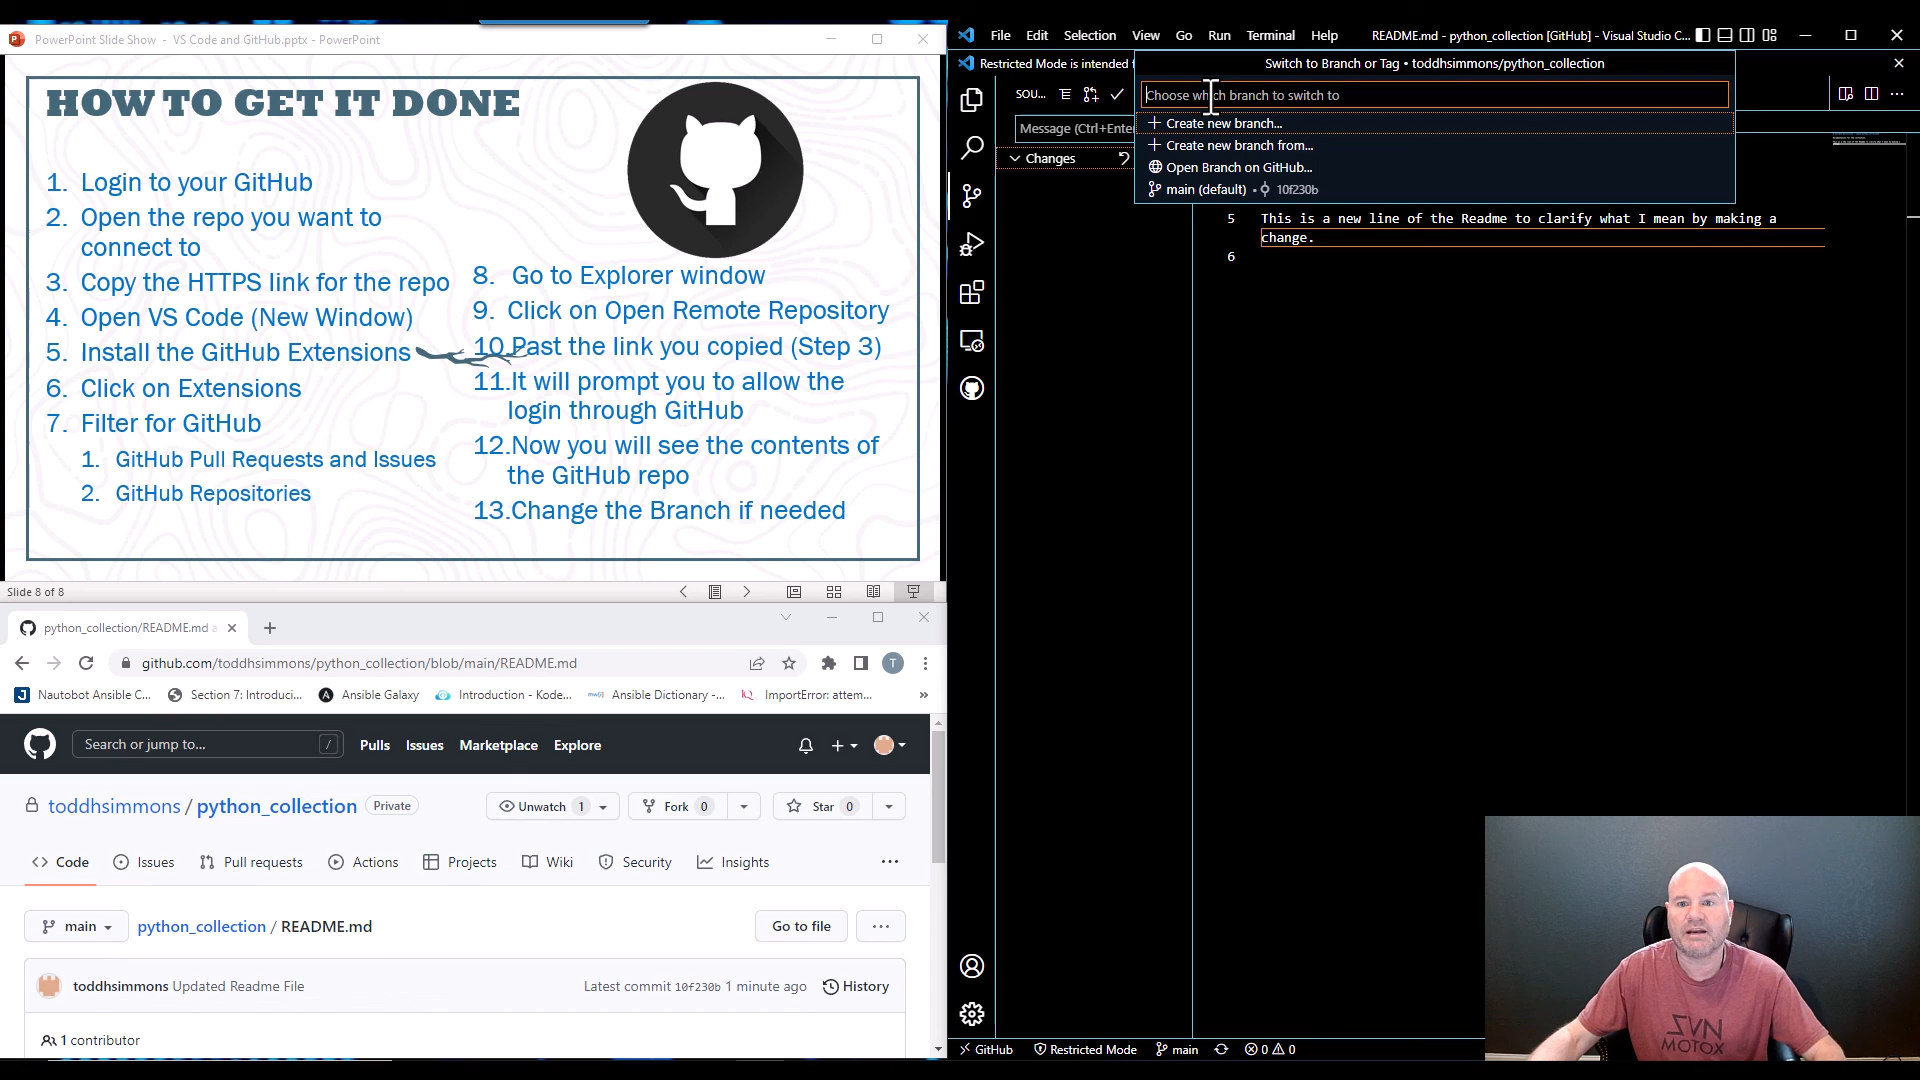 PowerPoint Slide Show - VS Code and GitHub.pptx - PowerPoint
HOW TO GET IT DONE
1. Login to your GitHub
2. Open the repo you want to
connect to
3. Copy the HTTPS link for the repo
4. Open VS Code (New Window)
5. Install the GitHub Extensions
6. Click on Extensions
7. Filter for GitHub
1. GitHub Pull Requests and Issues
2. GitHub Repositories
8. Go to Explorer window
9. Click on Open Remote Repository
10. Past the link you copied (Step 3)
11. It will prompt you to allow the
login through GitHub
12. Now you will see the contents of
the GitHub repo
13. Change the Branch if needed
Slide 8 of 8
python_collection/README.md a
github.com/toddhsimmons/python_collection/blob/main/README.md
T
Nautobot Ansible C...
Section 7: Introduci...
Ansible Galaxy
Introduction - Kode...
Ansible Dictionary -...
ImportError: attem...
Search or jump to... /
Pulls Issues Marketplace Explore
toddhsimmons / python_collection Private
Unwatch 1
Fork 0
Star 0
Code Issues Pull requests Actions Projects Wiki Security Insights
main python_collection / README.md Go to file
toddhsimmons Updated Readme File Latest commit 10f230b 1 minute ago History
1 contributor
File Edit Selection View Go Run Terminal Help README.md - python_collection [GitHub] - Visual Studio C...
Restricted Mode is intended
Switch to Branch or Tag • toddhsimmons/python_collection
SOU...
Choose which branch to switch to
Message (Ctrl+Enter
Changes
Create new branch...
Create new branch from...
Open Branch on GitHub...
main (default) • 10f230b
5 This is a new line of the Readme to clarify what I mean by making a
change.
6
GitHub Restricted Mode main 0 0